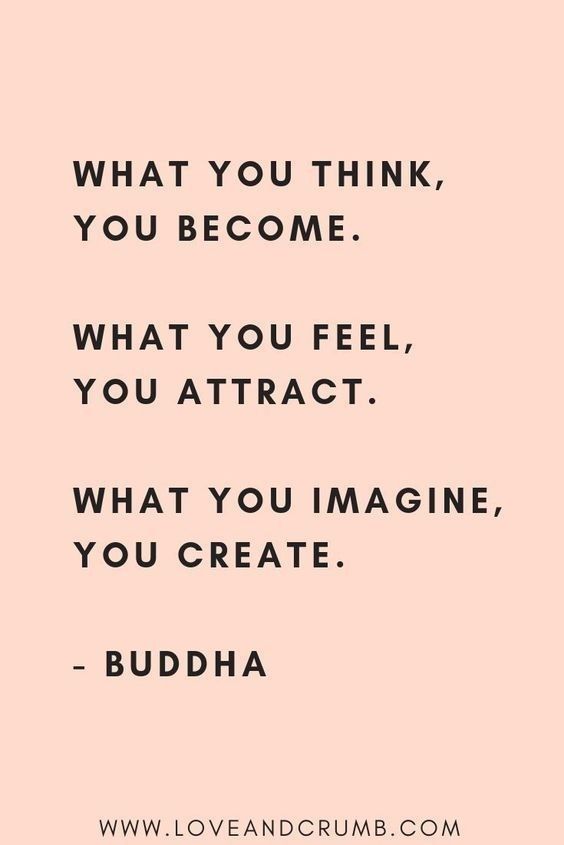 WHAT YOU THINK,
YOU BECOME.
WHAT YOU FEEL,
YOU ATTRACT.
WHAT YOU IMAGINE,
YOU CREATE.
- BUDDHA
WWW.LOVEANDCRUMB.COM